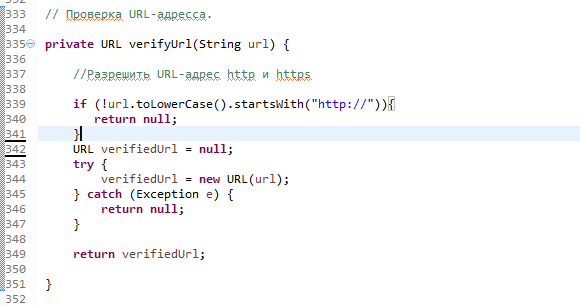 333 // Проверка URL-адресса.
334
335 private URL verifyUrl(String url) {
336
337 //Разрешить URL-адрес http и https
338
339 if (!url.toLowerCase().startsWith("http://")){
340 return null;
341 }
342 URL verifiedUrl = null;
343 try {
344 verifiedUrl = new URL(url);
345 } catch (Exception e) {
346 return null;
347 }
348
349 return verifiedUrl;
350
351 }
352